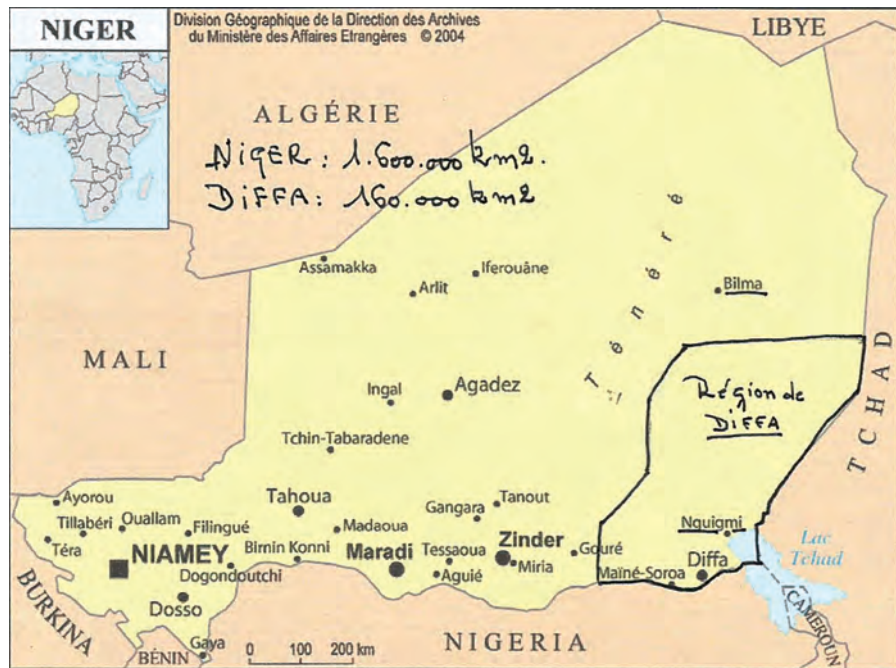 NIGER
Division Géographique de la Direction des Archives
du Ministère des Affaires Etrangères © 2004
LIBYE
ALGÉRIE
NiGER : 1.600.000 km2.
DiFFA : 160.000 km2
Ténéré
Assamakka
Iferouâne
Arlit
Bilma
MALI
TCHAD
Région de
DiFFA
Ingal
Agadez
Tchin-Tabaradene
Ayorou
Tahoua
Tanout
Gangara
Tillabéri
Ouallam
Filingué
Madaoua
Nquigmi
Lac
Tchad
Téra
NIAMEY
Birnin Konni
Maradi
Tessaoua
Zinder
Gouré
Dogondoutchi
Aguié
Miria
Maïné-Soroa
Diffa
BURKINA
Dosso
CAMEROUN
Gaya
BÉNIN
0 100 200 km
NIGERIA